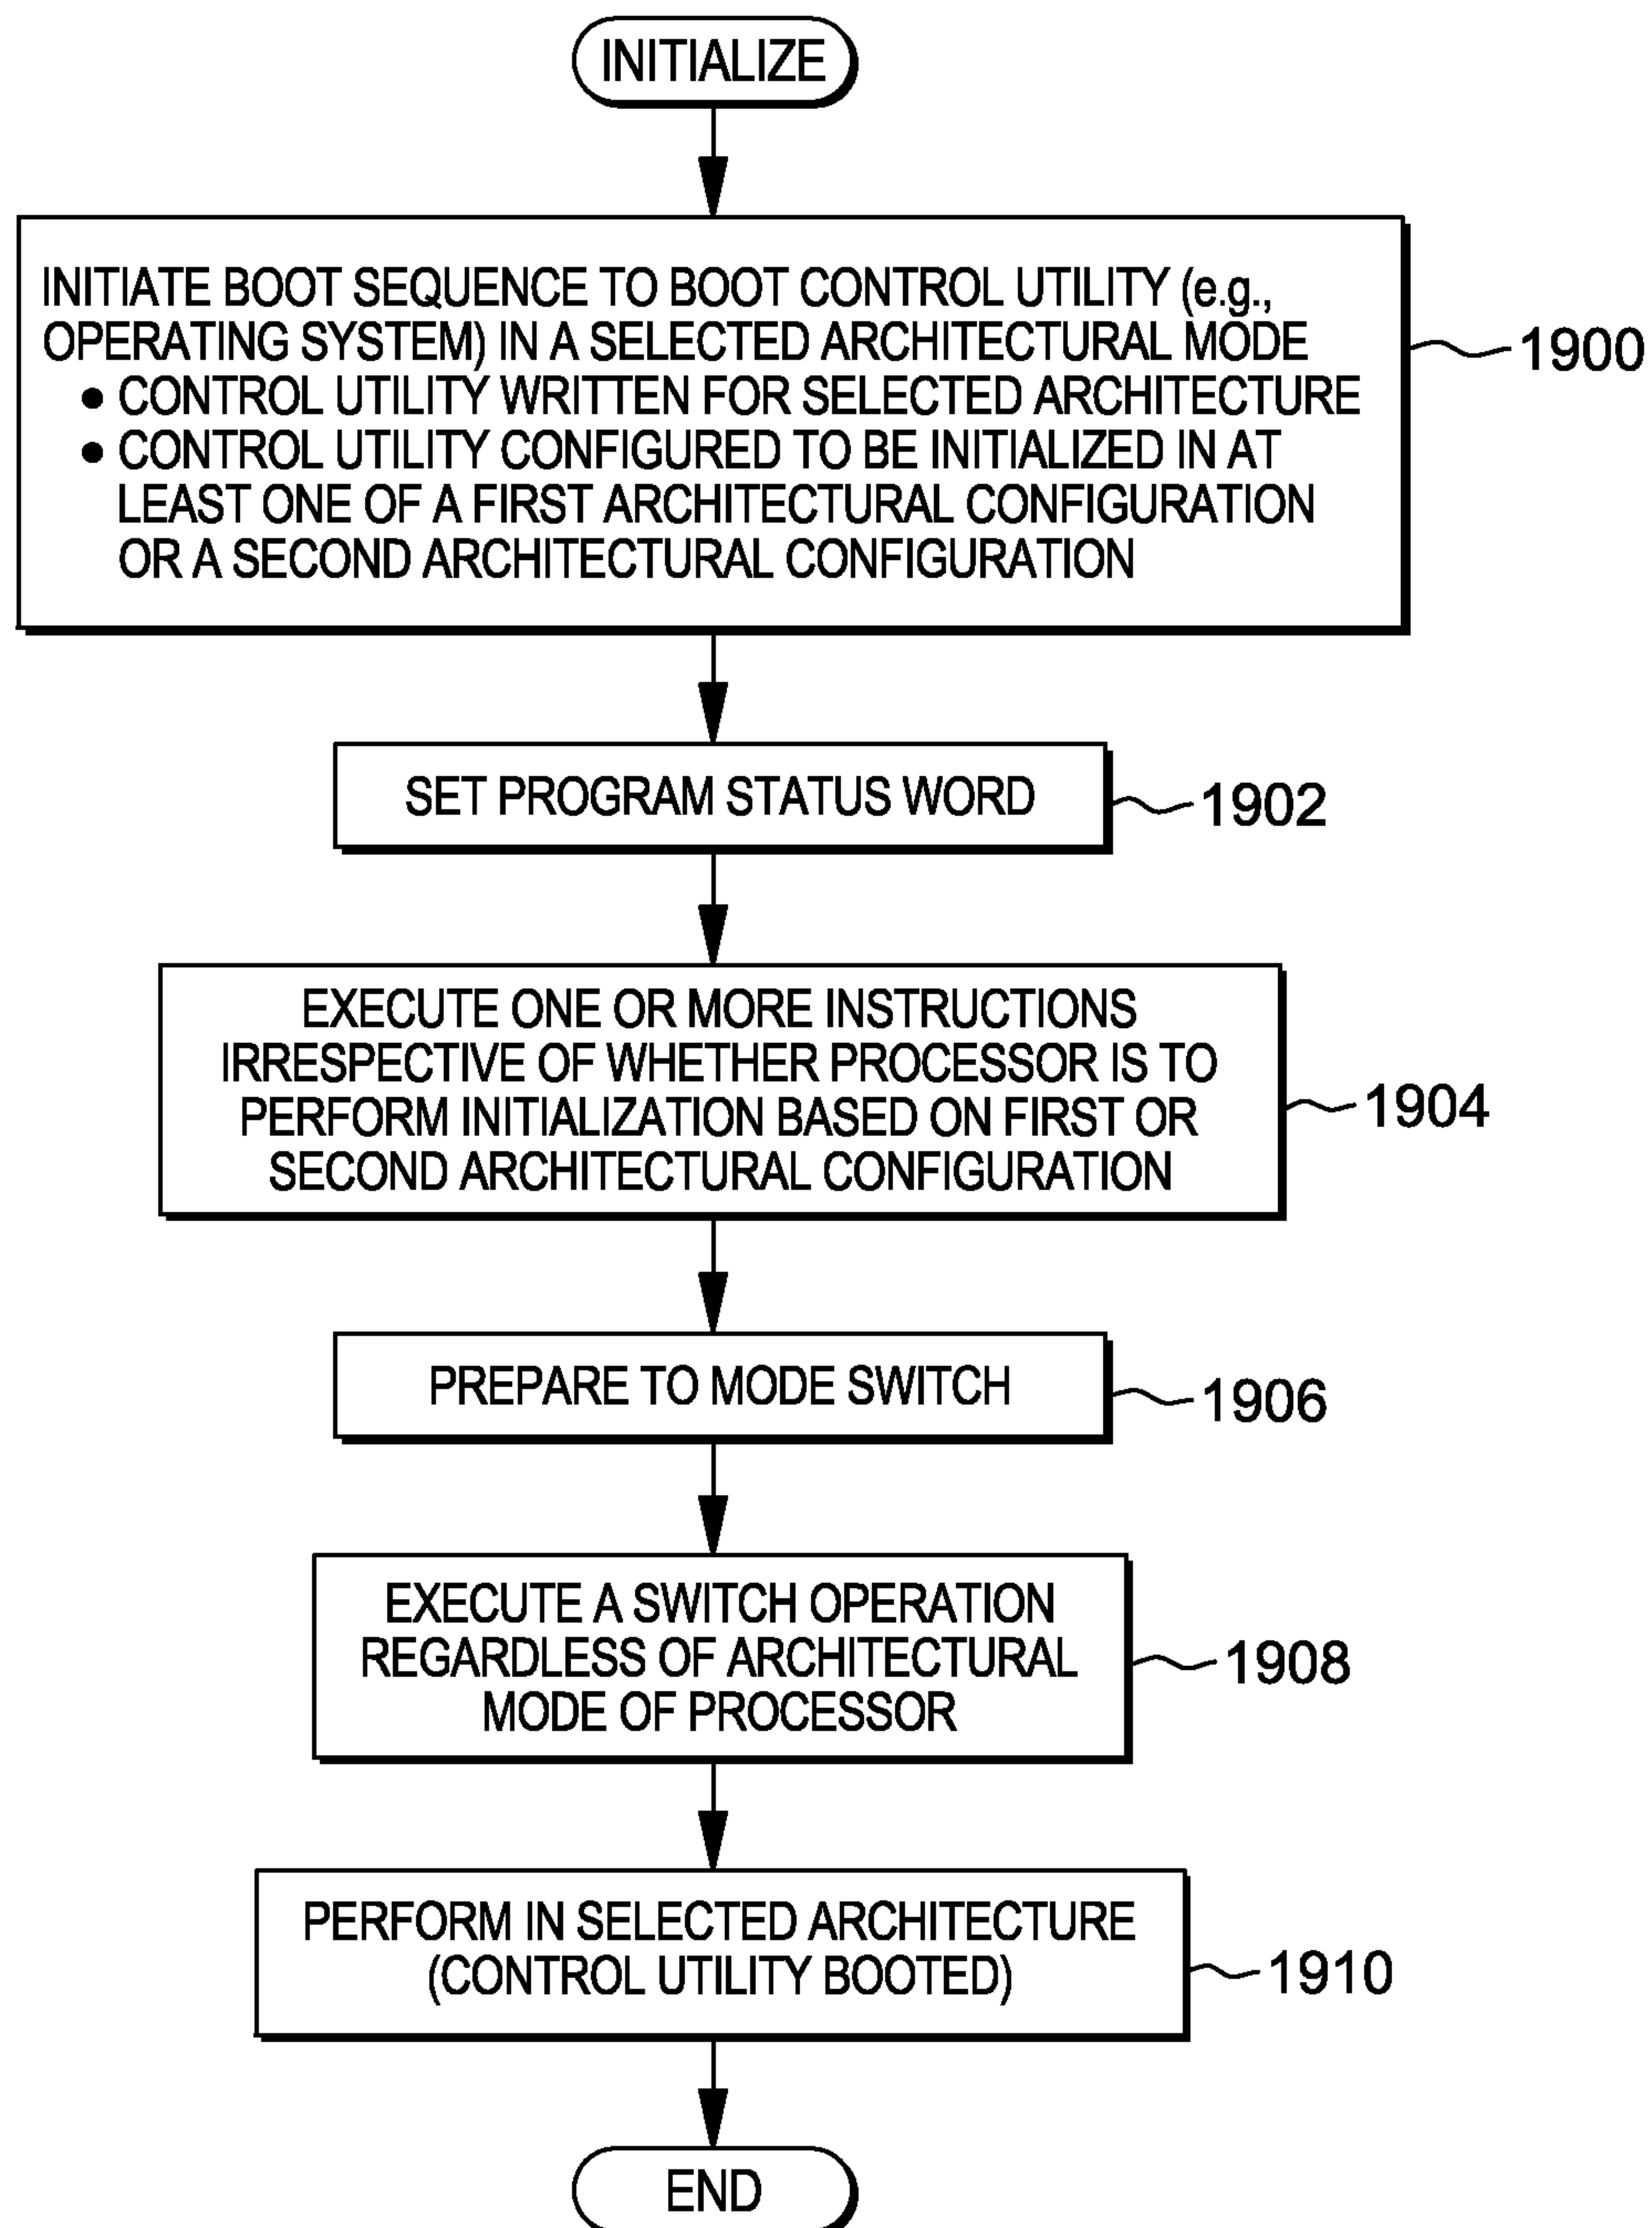 INITIALIZE
INITIATE BOOT SEQUENCE TO BOOT CONTROL UTILITY (e.g.,
OPERATING SYSTEM) IN A SELECTED ARCHITECTURAL MODE
• CONTROL UTILITY WRITTEN FOR SELECTED ARCHITECTURE
• CONTROL UTILITY CONFIGURED TO BE INITIALIZED IN AT
LEAST ONE OF A FIRST ARCHITECTURAL CONFIGURATION
OR A SECOND ARCHITECTURAL CONFIGURATION
1900
SET PROGRAM STATUS WORD
1902
EXECUTE ONE OR MORE INSTRUCTIONS
IRRESPECTIVE OF WHETHER PROCESSOR IS TO
PERFORM INITIALIZATION BASED ON FIRST OR
SECOND ARCHITECTURAL CONFIGURATION
1904
PREPARE TO MODE SWITCH
1906
EXECUTE A SWITCH OPERATION
REGARDLESS OF ARCHITECTURAL
MODE OF PROCESSOR
1908
PERFORM IN SELECTED ARCHITECTURE
(CONTROL UTILITY BOOTED)
1910
END